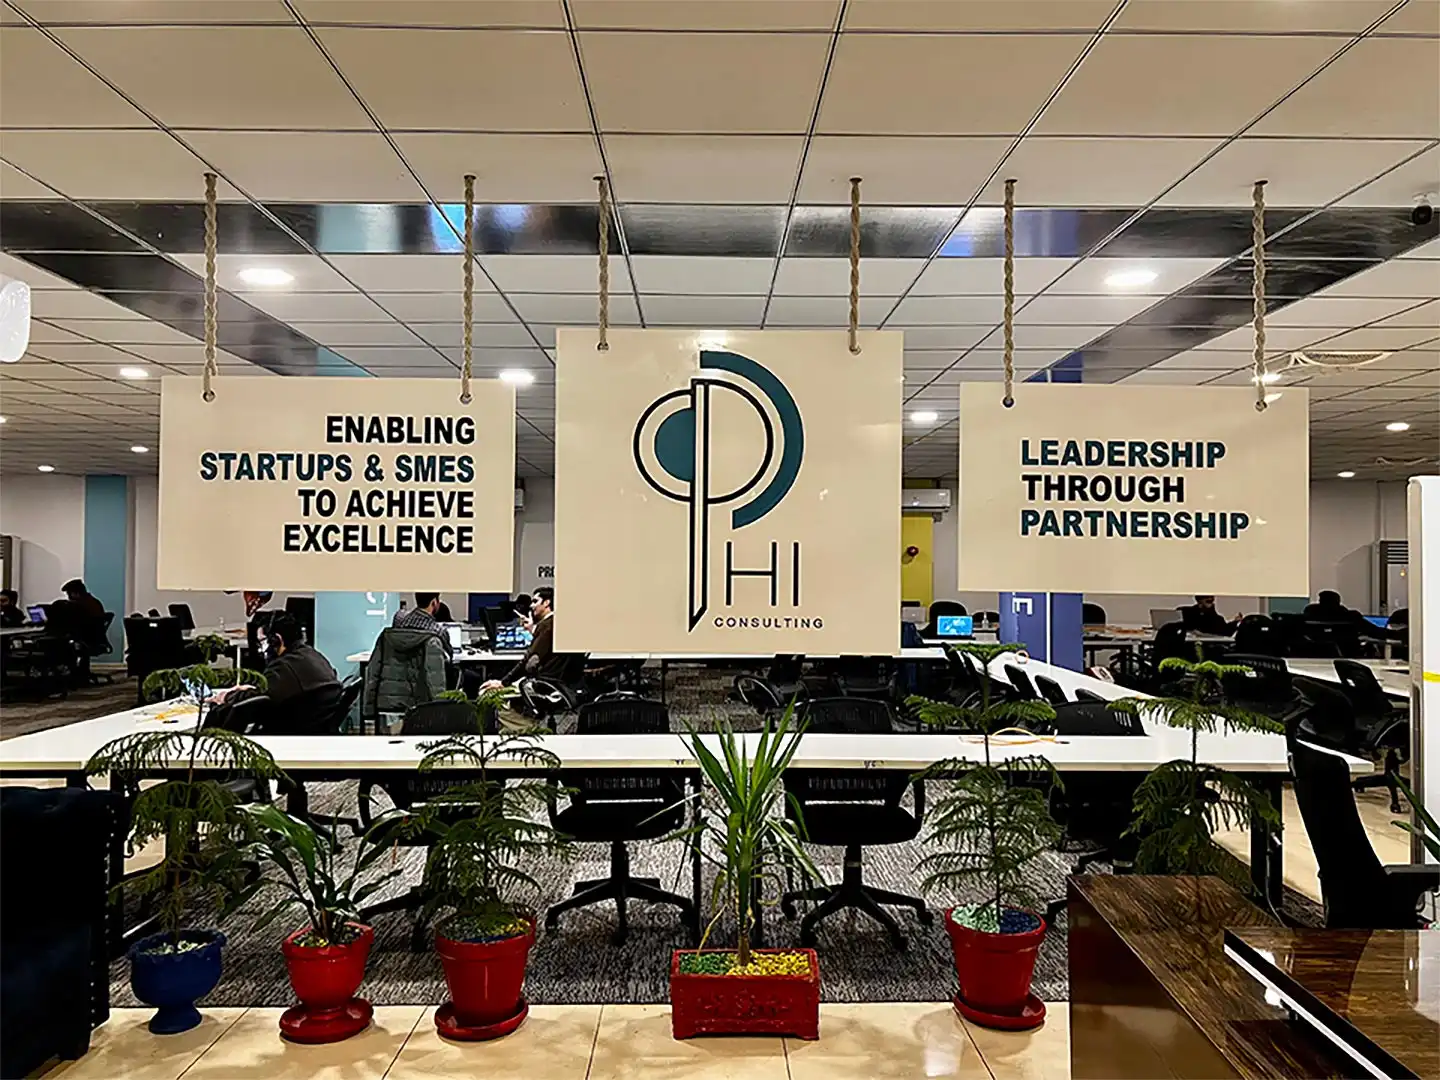 ENABLING
STARTUPS & SMES
TO ACHIEVE
EXCELLENCE
PHI
CONSULTING
LEADERSHIP
THROUGH
PARTNERSHIP